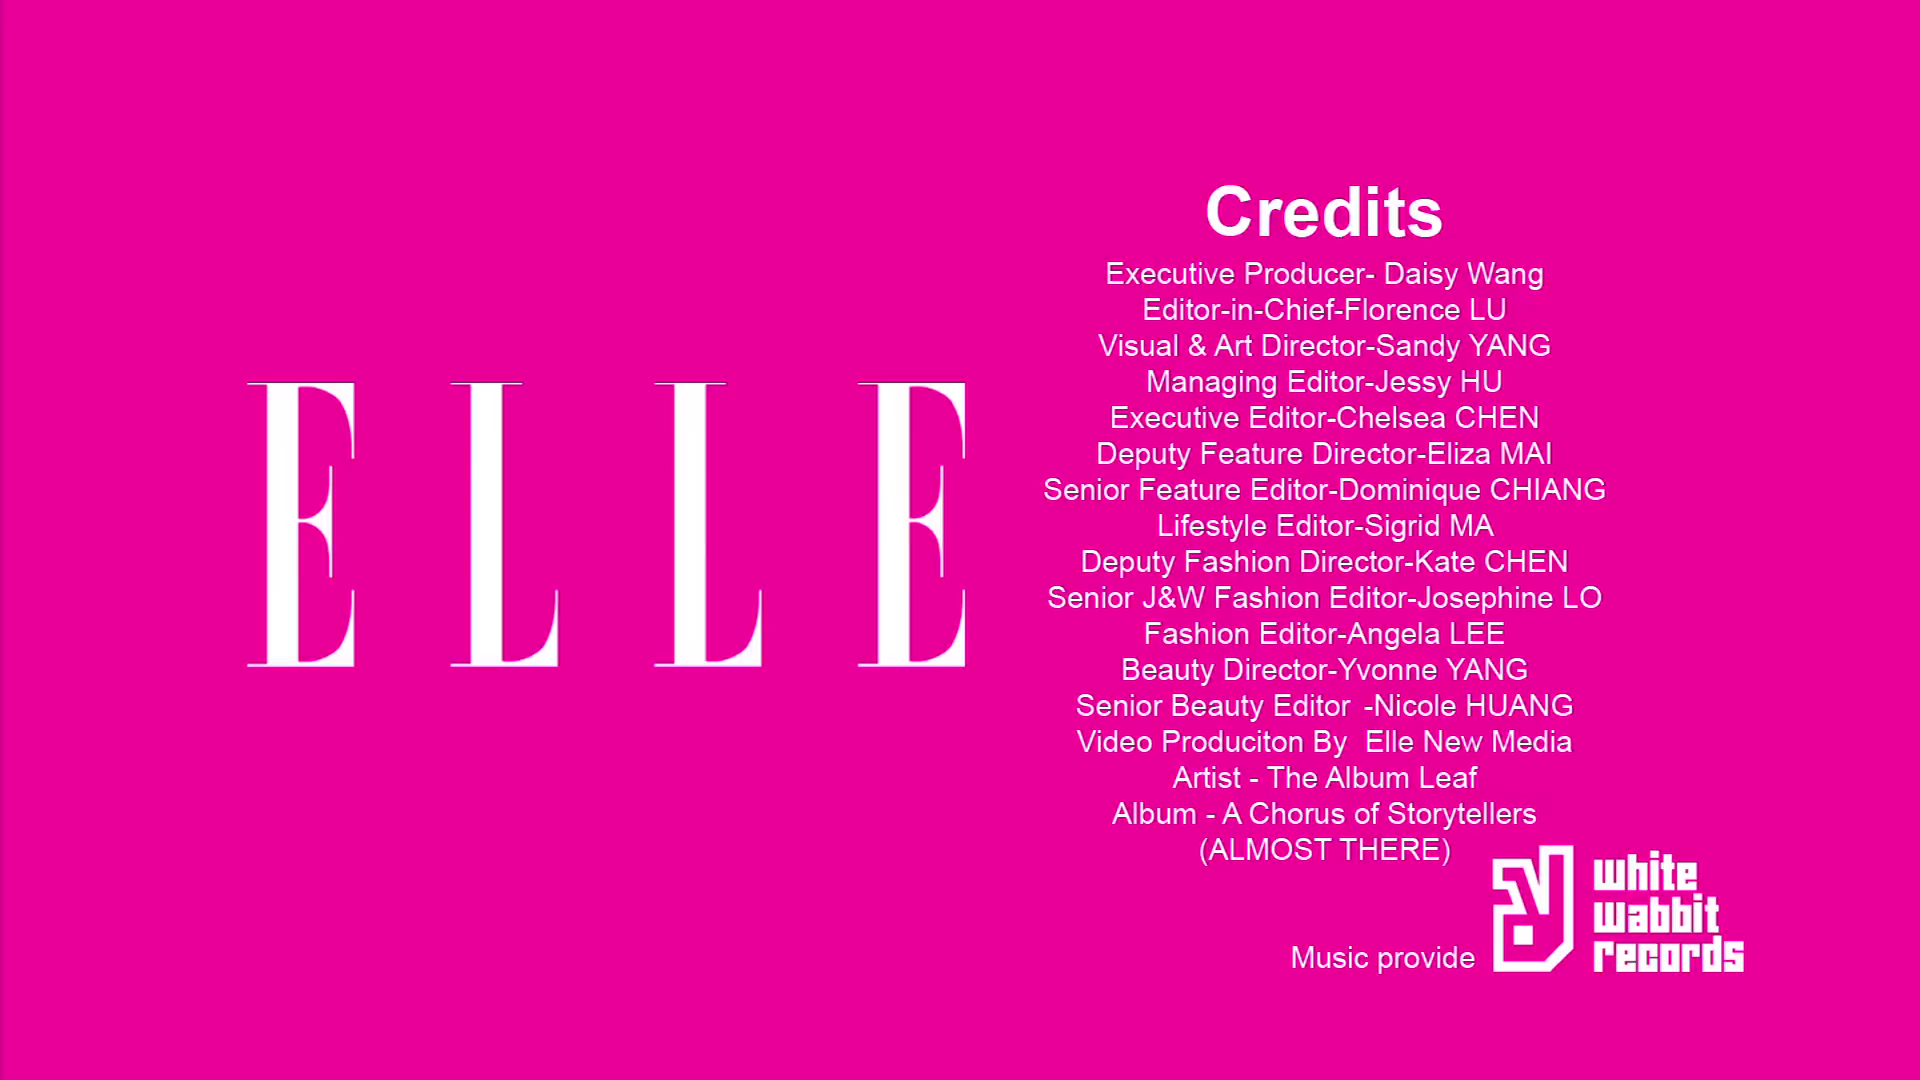 ELLE
Credits
Executive Producer- Daisy Wang
Editor-in-Chief-Florence LU
Visual & Art Director-Sandy YANG
Managing Editor-Jessy HU
Executive Editor-Chelsea CHEN
Deputy Feature Director-Eliza MAI
Senior Feature Editor-Dominique CHIANG
Lifestyle Editor-Sigrid MA
Deputy Fashion Director-Kate CHEN
Senior J&W Fashion Editor-Josephine LO
Fashion Editor-Angela LEE
Beauty Director-Yvonne YANG
Senior Beauty Editor -Nicole HUANG
Video Produciton By  Elle New Media
Artist - The Album Leaf
Album - A Chorus of Storytellers
(ALMOST THERE)
Music provide
white
wabbit
records